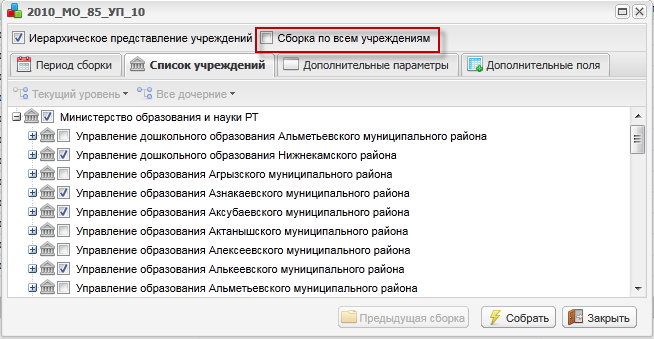 2010_МО_85_УП_10
Иерархическое представление учреждений Сборка по всем учреждениям
Период сборки Список учреждений Дополнительные параметры Дополнительные поля
Текущий уровень Все дочерние
Министерство образования и науки РТ
Управление дошкольного образования Альметьевского муниципального района
Управление дошкольного образования Нижнекамского района
Управление образования Агрызского муниципального района
Управление образования Азнакаевского муниципального района
Управление образования Аксубаевского муниципального района
Управление образования Актанышского муниципального района
Управление образования Алексеевского муниципального района
Управление образования Алькеевского муниципального района
Управление образования Альметьевского муниципального района
Предыдущая сборка Собрать Закрыть